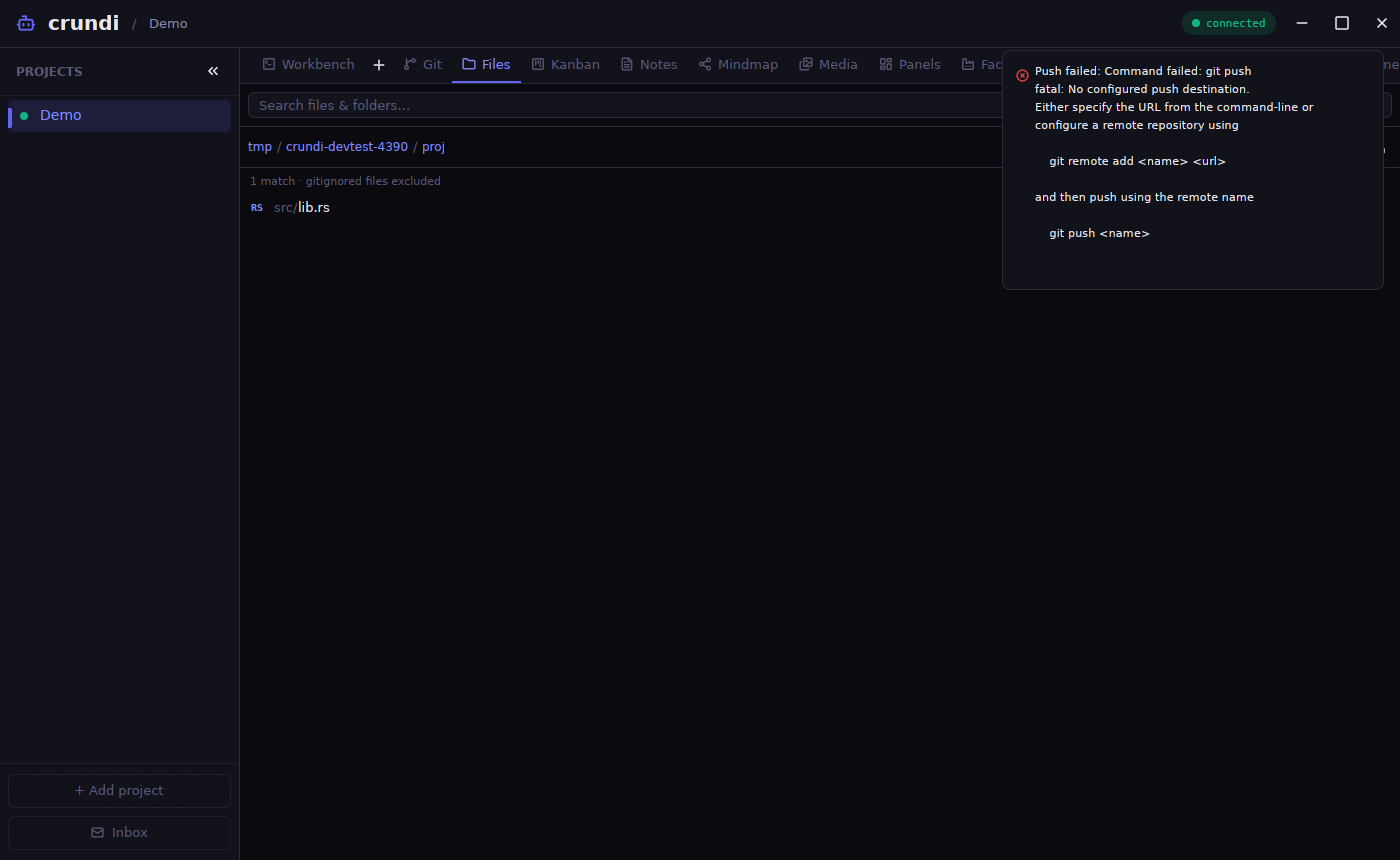 crundi / Demo
connected
PROJECTS
Demo
Workbench
Git
Files
Kanban
Notes
Mindmap
Media
Panels
Search files & folders...
tmp / crundi-devtest-4390 / proj
1 match · gitignored files excluded
RS src/lib.rs
Push failed: Command failed: git push
fatal: No configured push destination.
Either specify the URL from the command-line or
configure a remote repository using
git remote add <name> <url>
and then push using the remote name
git push <name>
+ Add project
Inbox